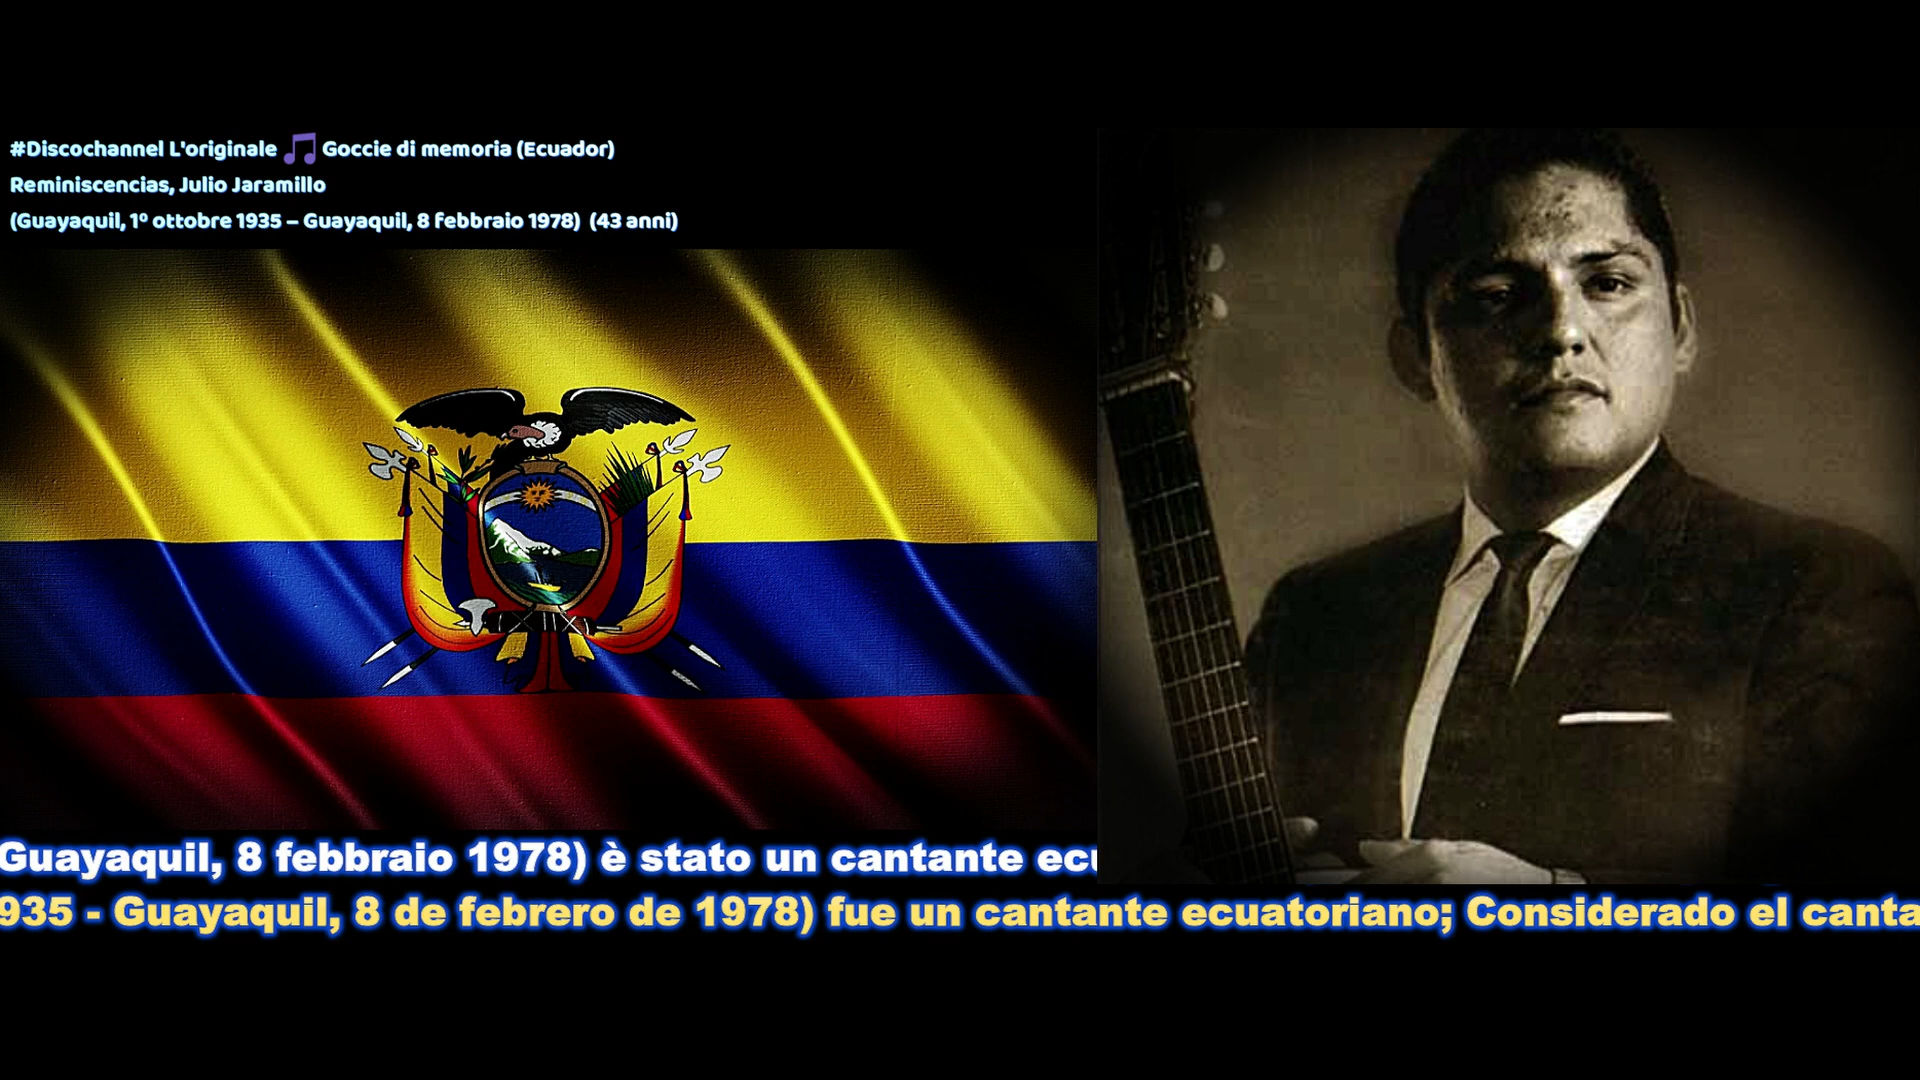 #Discochannel L'originale 🎵 Goccie di memoria (Ecuador)
Reminiscencias, Julio Jaramillo
(Guayaquil, 1º ottobre 1935 – Guayaquil, 8 febbraio 1978) (43 anni)
Guayaquil, 8 febbraio 1978) è stato un cantante ecu
935 - Guayaquil, 8 de febrero de 1978) fue un cantante ecuatoriano; Considerado el canta